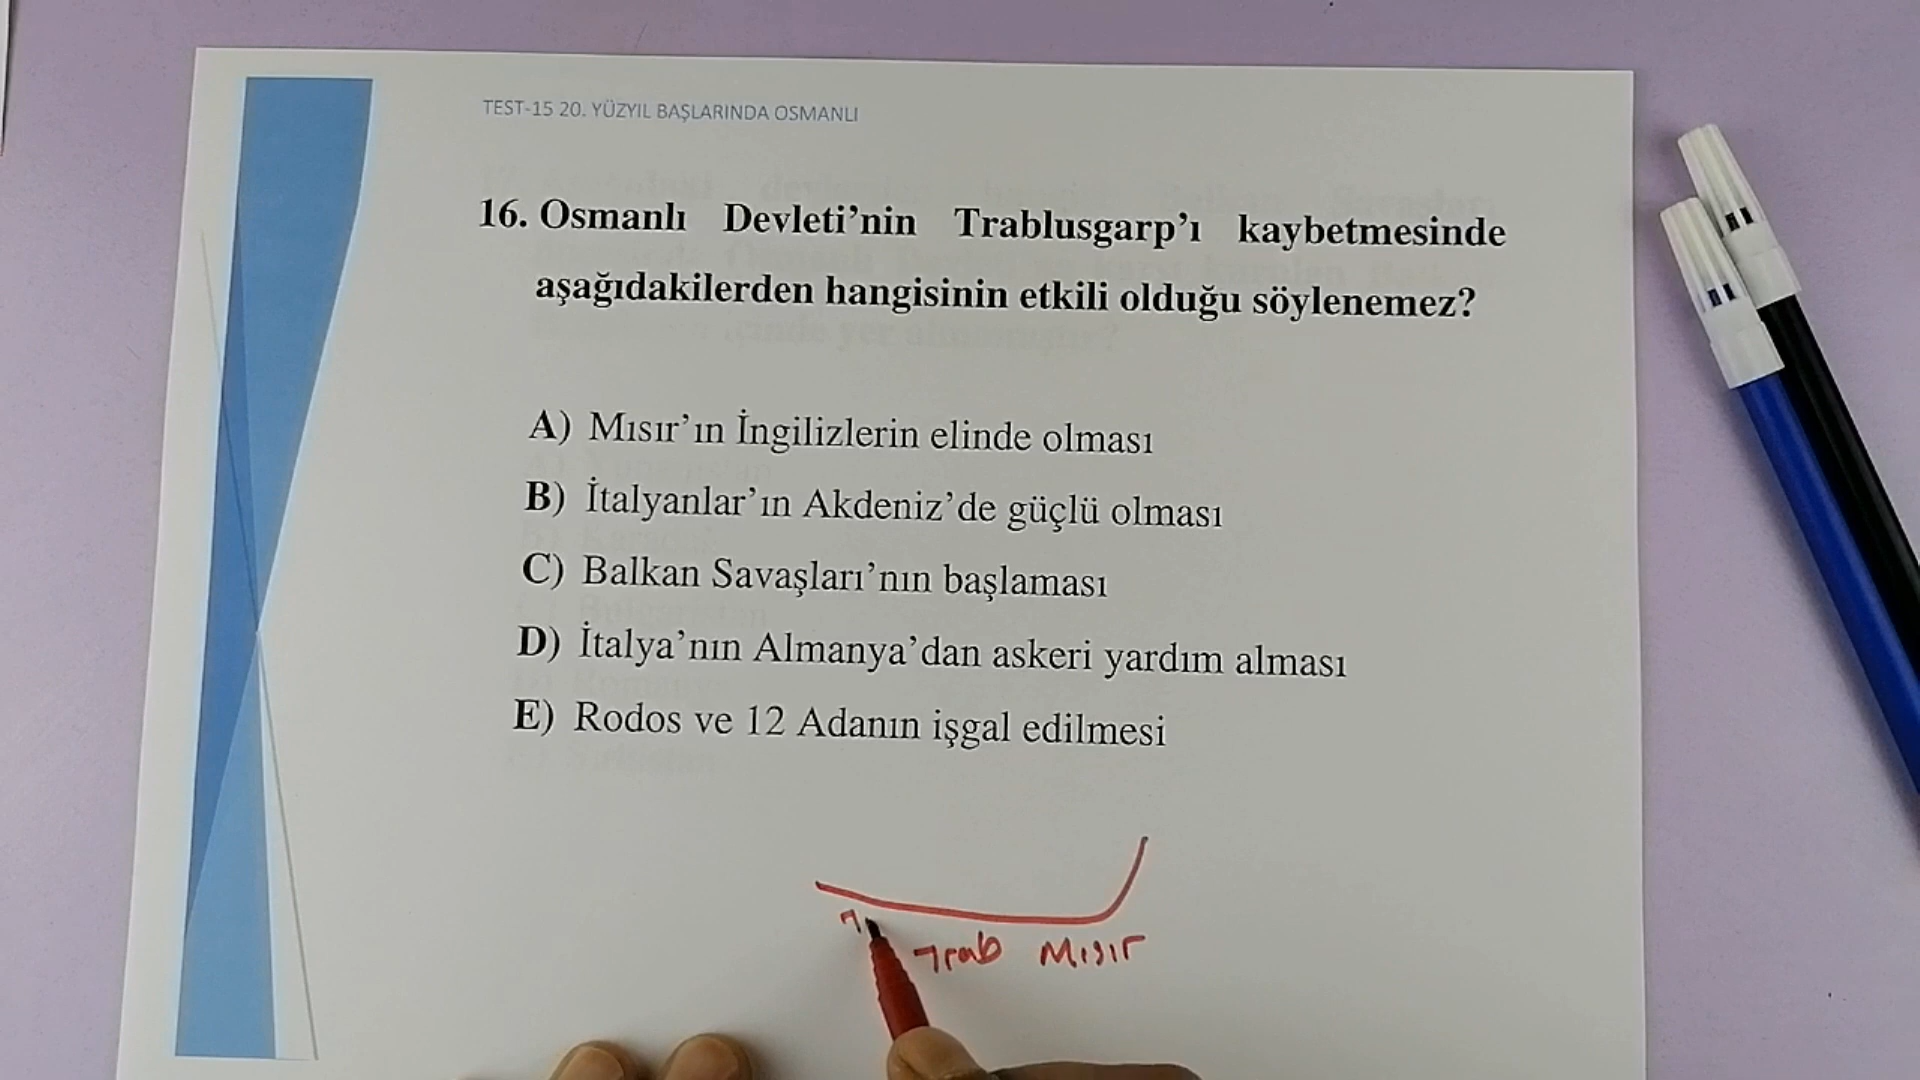 TEST-15 20. YÜZYIL BAŞLARINDA OSMANLI
16. Osmanlı Devleti'nin Trablusgarp'ı kaybetmesinde
aşağıdakilerden hangisinin etkili olduğu söylenemez?
A) Mısır'ın İngilizlerin elinde olması
B) İtalyanlar'ın Akdeniz'de güçlü olması
C) Balkan Savaşları'nın başlaması
D) İtalya'nın Almanya'dan askeri yardım alması
E) Rodos ve 12 Adanın işgal edilmesi
Trab Mısır